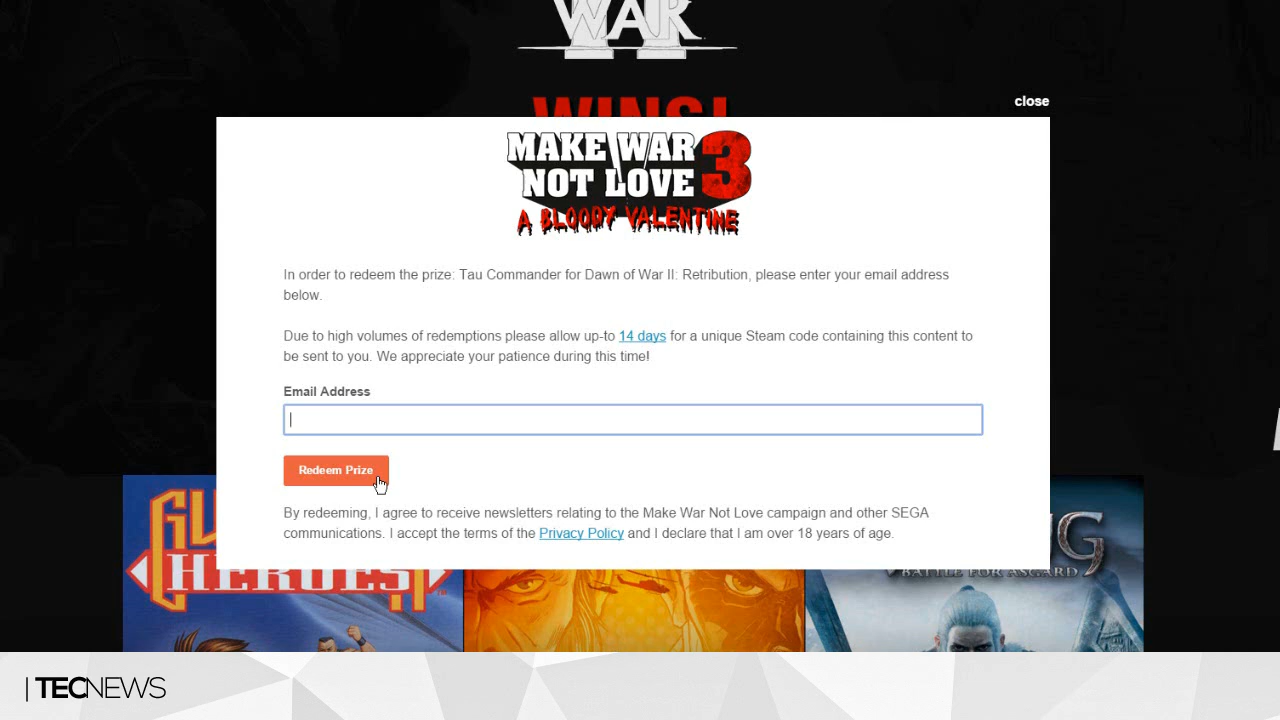 WAR
II
WINS!
close
MAKE WAR
NOT LOVE 3
A BLOODY VALENTINE
In order to redeem the prize: Tau Commander for Dawn of War II: Retribution, please enter your email address
below.
Due to high volumes of redemptions please allow up-to 14 days for a unique Steam code containing this content to
be sent to you. We appreciate your patience during this time!
Email Address
Redeem Prize
By redeeming, I agree to receive newsletters relating to the Make War Not Love campaign and other SEGA
communications. I accept the terms of the Privacy Policy and I declare that I am over 18 years of age.
HEROES
BATTLE FOR ASGARD
| TECNEWS